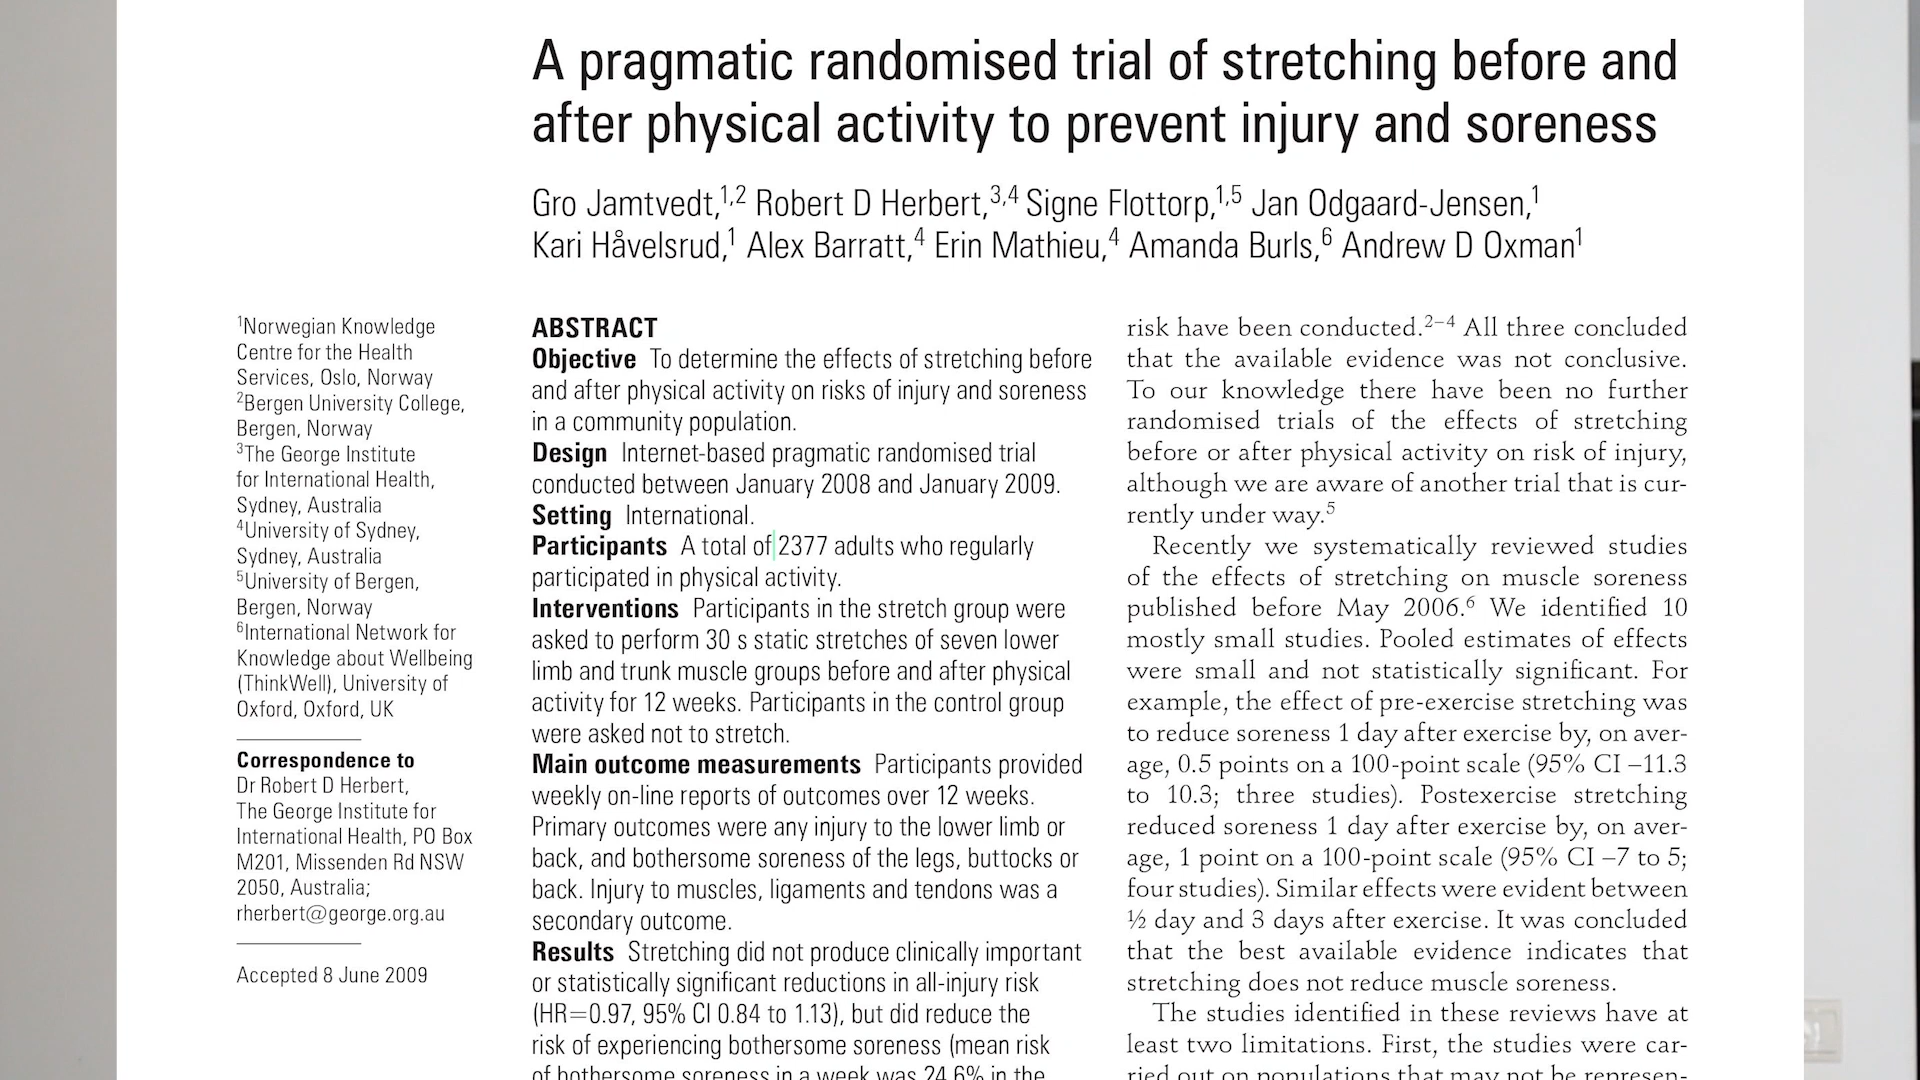 A pragmatic randomised trial of stretching before and
after physical activity to prevent injury and soreness
Gro Jamtvedt,1,2 Robert D Herbert,3,4 Signe Flottorp,1,5 Jan Odgaard-Jensen,1
Kari Håvelsrud,1 Alex Barratt,4 Erin Mathieu,4 Amanda Burls,6 Andrew D Oxman1
1Norwegian Knowledge
Centre for the Health
Services, Oslo, Norway
2Bergen University College,
Bergen, Norway
3The George Institute
for International Health,
Sydney, Australia
4University of Sydney,
Sydney, Australia
5University of Bergen,
Bergen, Norway
6International Network for
Knowledge about Wellbeing
(ThinkWell), University of
Oxford, Oxford, UK
Correspondence to
Dr Robert D Herbert,
The George Institute for
International Health, PO Box
M201, Missenden Rd NSW
2050, Australia;
rherbert@george.org.au
Accepted 8 June 2009
ABSTRACT
Objective To determine the effects of stretching before
and after physical activity on risks of injury and soreness
in a community population.
Design Internet-based pragmatic randomised trial
conducted between January 2008 and January 2009.
Setting International.
Participants A total of 2377 adults who regularly
participated in physical activity.
Interventions Participants in the stretch group were
asked to perform 30 s static stretches of seven lower
limb and trunk muscle groups before and after physical
activity for 12 weeks. Participants in the control group
were asked not to stretch.
Main outcome measurements Participants provided
weekly on-line reports of outcomes over 12 weeks.
Primary outcomes were any injury to the lower limb or
back, and bothersome soreness of the legs, buttocks or
back. Injury to muscles, ligaments and tendons was a
secondary outcome.
Results Stretching did not produce clinically important
or statistically significant reductions in all-injury risk
(HR=0.97, 95% CI 0.84 to 1.13), but did reduce the
risk of experiencing bothersome soreness (mean risk
of bothersome soreness in a week was 24.6% in the
risk have been conducted.2–4 All three concluded
that the available evidence was not conclusive.
To our knowledge there have been no further
randomised trials of the effects of stretching
before or after physical activity on risk of injury,
although we are aware of another trial that is cur-
rently under way.5
Recently we systematically reviewed studies
of the effects of stretching on muscle soreness
published before May 2006.6 We identified 10
mostly small studies. Pooled estimates of effects
were small and not statistically significant. For
example, the effect of pre-exercise stretching was
to reduce soreness 1 day after exercise by, on aver-
age, 0.5 points on a 100-point scale (95% CI –11.3
to 10.3; three studies). Postexercise stretching
reduced soreness 1 day after exercise by, on aver-
age, 1 point on a 100-point scale (95% CI –7 to 5;
four studies). Similar effects were evident between
½ day and 3 days after exercise. It was concluded
that the best available evidence indicates that
stretching does not reduce muscle soreness.
The studies identified in these reviews have at
least two limitations. First, the studies were car-
ried out on populations that may not be represen-